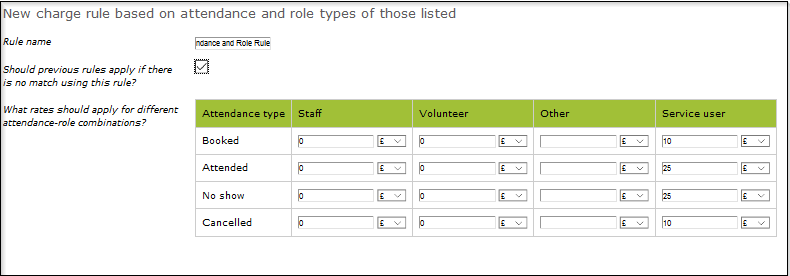 New charge rule based on attendance and role types of those listed
Rule name
ndance and Role Rule
Should previous rules apply if there
is no match using this rule?
What rates should apply for different
attendance-role combinations?
Attendance type Staff Volunteer Other Service user
Booked 0 £ 0 £ £ 10 £
Attended 0 £ 0 £ £ 25 £
No show 0 £ 0 £ £ 25 £
Cancelled 0 £ 0 £ £ 10 £